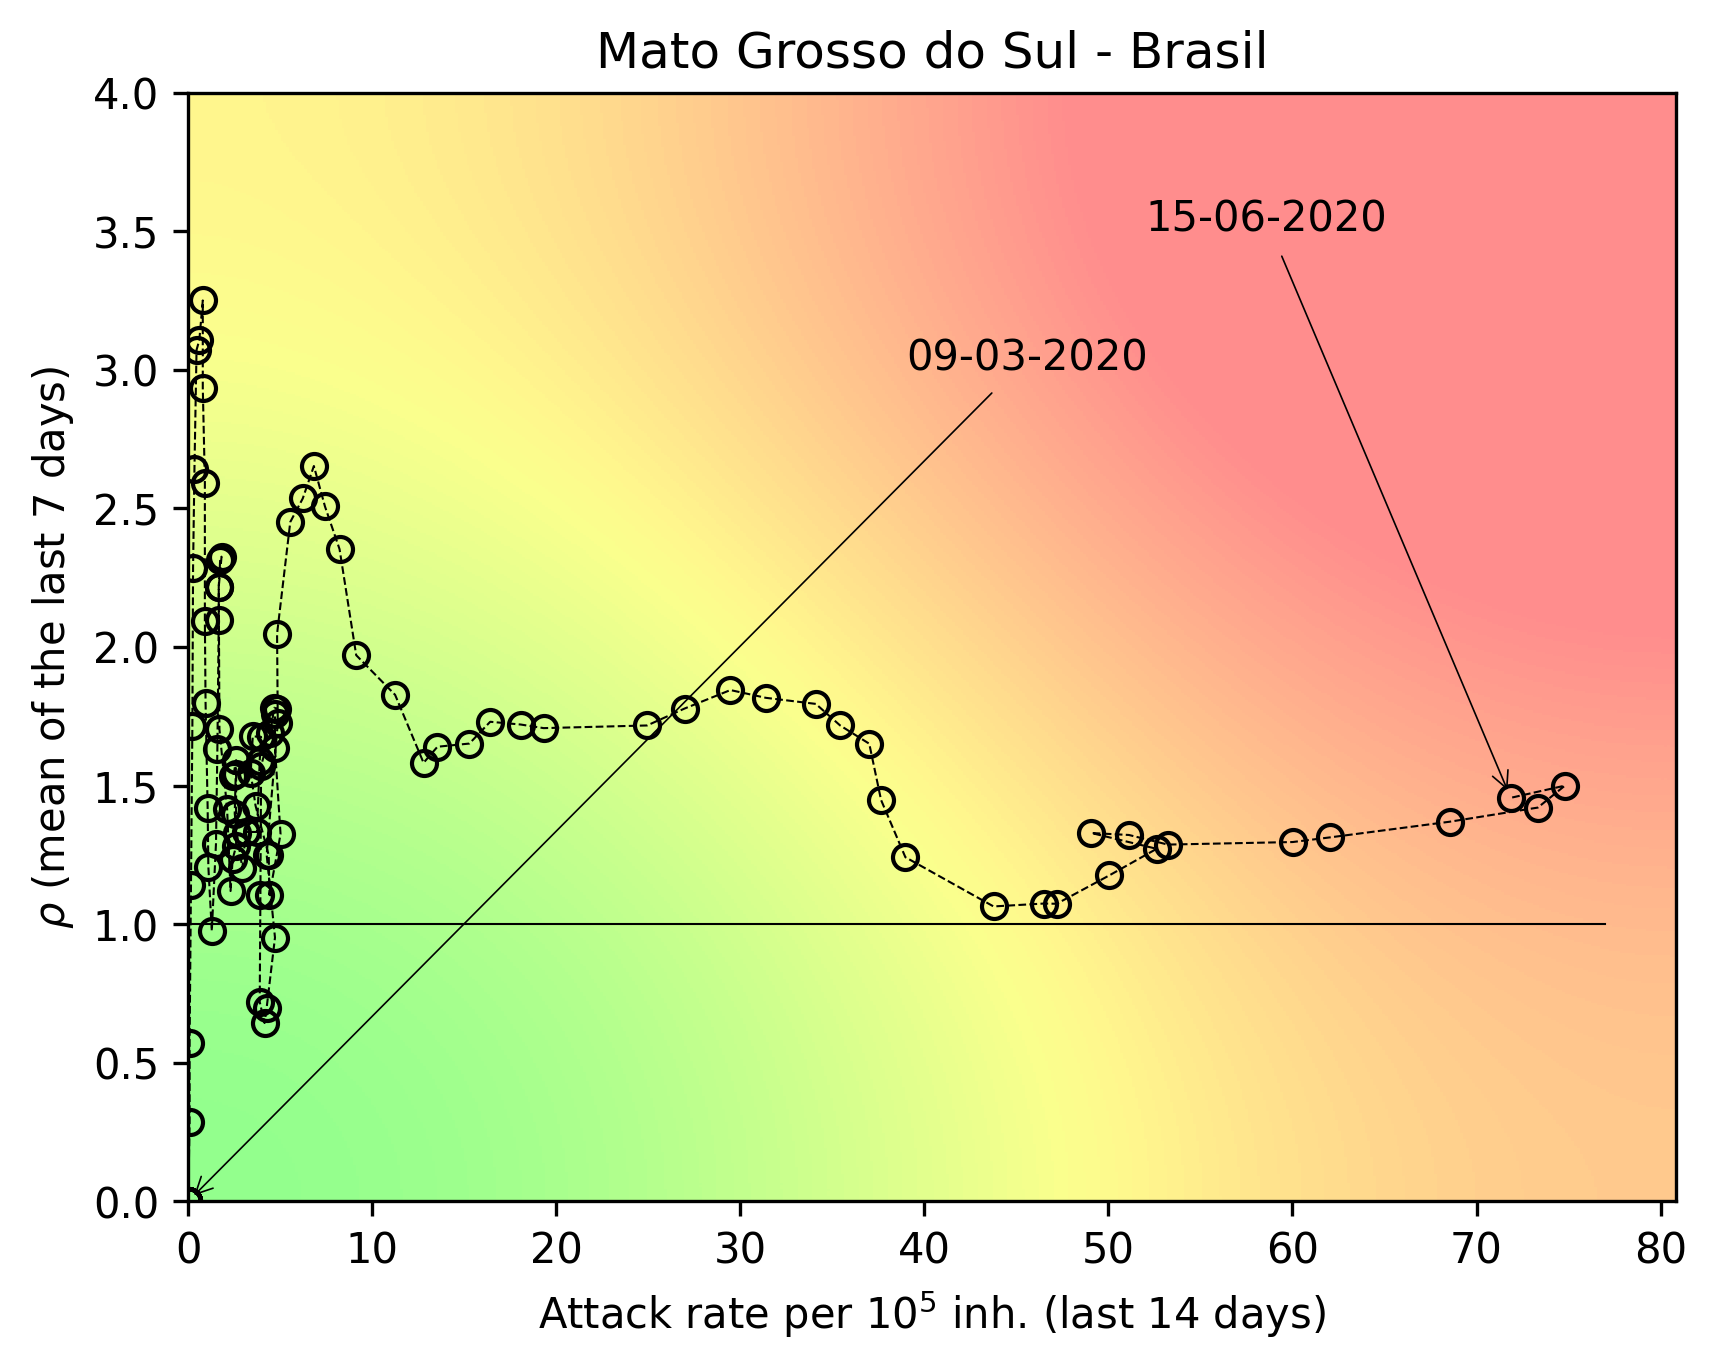 Mato Grosso do Sul - Brasil
4.0
3.5
3.0
2.5
2.0
1.5
1.0
0.5
0.0
ρ (mean of the last 7 days)
15-06-2020
09-03-2020
0 10 20 30 40 50 60 70 80
Attack rate per 10⁵ inh. (last 14 days)